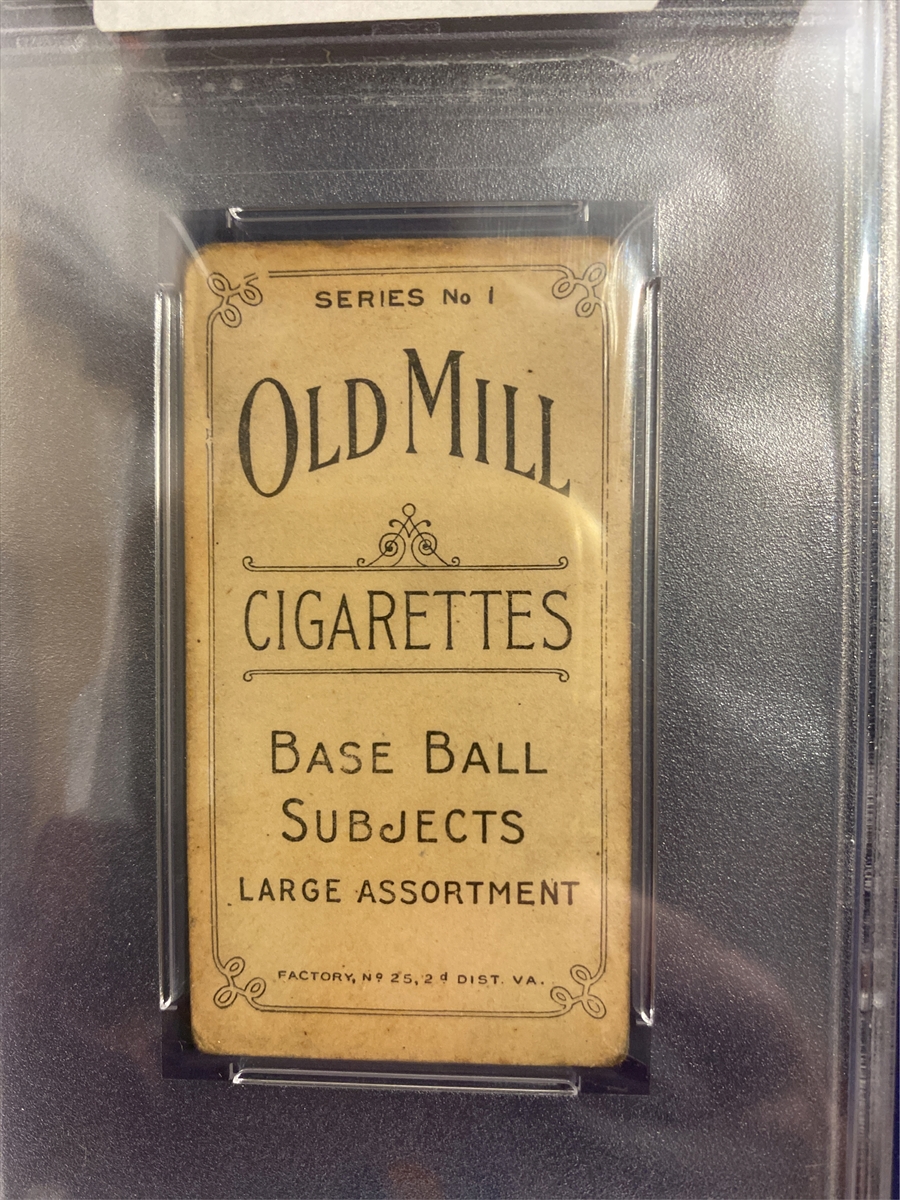 SERIES No 1
OLD MILL
CIGARETTES
BASE BALL
SUBJECTS
LARGE ASSORTMENT
FACTORY, Nº 25, 2d DIST. VA.